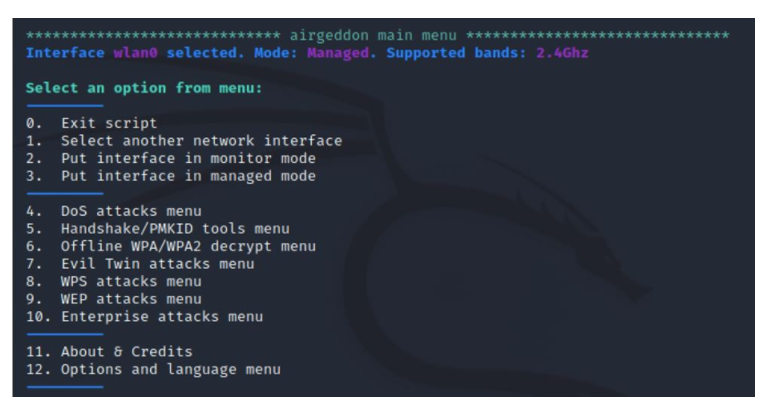 ***************************** airgeddon main menu ******************************
Interface wlan0 selected. Mode: Managed. Supported bands: 2.4Ghz
Select an option from menu:
---------
0. Exit script
1. Select another network interface
2. Put interface in monitor mode
3. Put interface in managed mode
---------
4. DoS attacks menu
5. Handshake/PMKID tools menu
6. Offline WPA/WPA2 decrypt menu
7. Evil Twin attacks menu
8. WPS attacks menu
9. WEP attacks menu
10. Enterprise attacks menu
---------
11. About & Credits
12. Options and language menu
---------